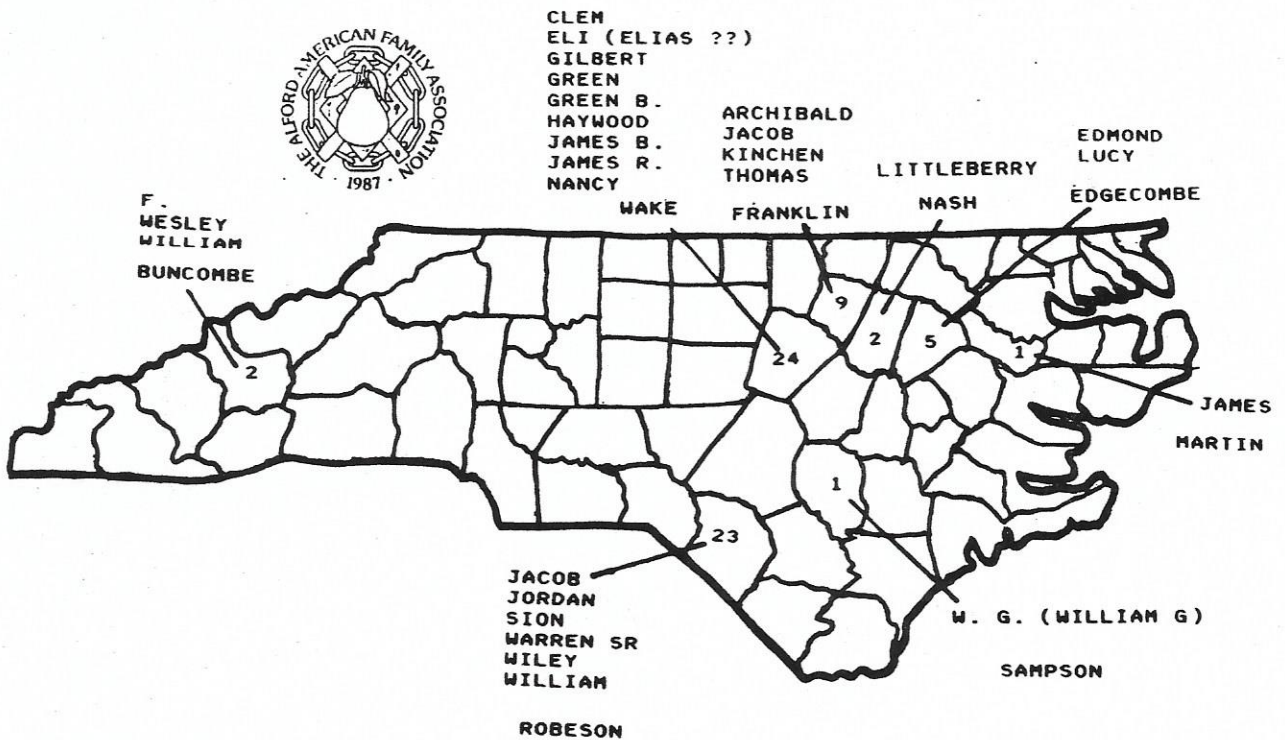 THE ALFORD AMERICAN FAMILY ASSOCIATION
· 1987 ·
CLEM
ELI (ELIAS ??)
GILBERT
GREEN
GREEN B.
HAYWOOD
JAMES B.
JAMES R.
NANCY
WAKE
ARCHIBALD
JACOB
KINCHEN
THOMAS
FRANKLIN
LITTLEBERRY
NASH
EDMOND
LUCY
EDGECOMBE
F.
WESLEY
WILLIAM
BUNCOMBE
2
24
9
2
5
1
JAMES
MARTIN
1
23
JACOB
JORDAN
SION
WARREN SR
WILEY
WILLIAM
ROBESON
W. G. (WILLIAM G)
SAMPSON